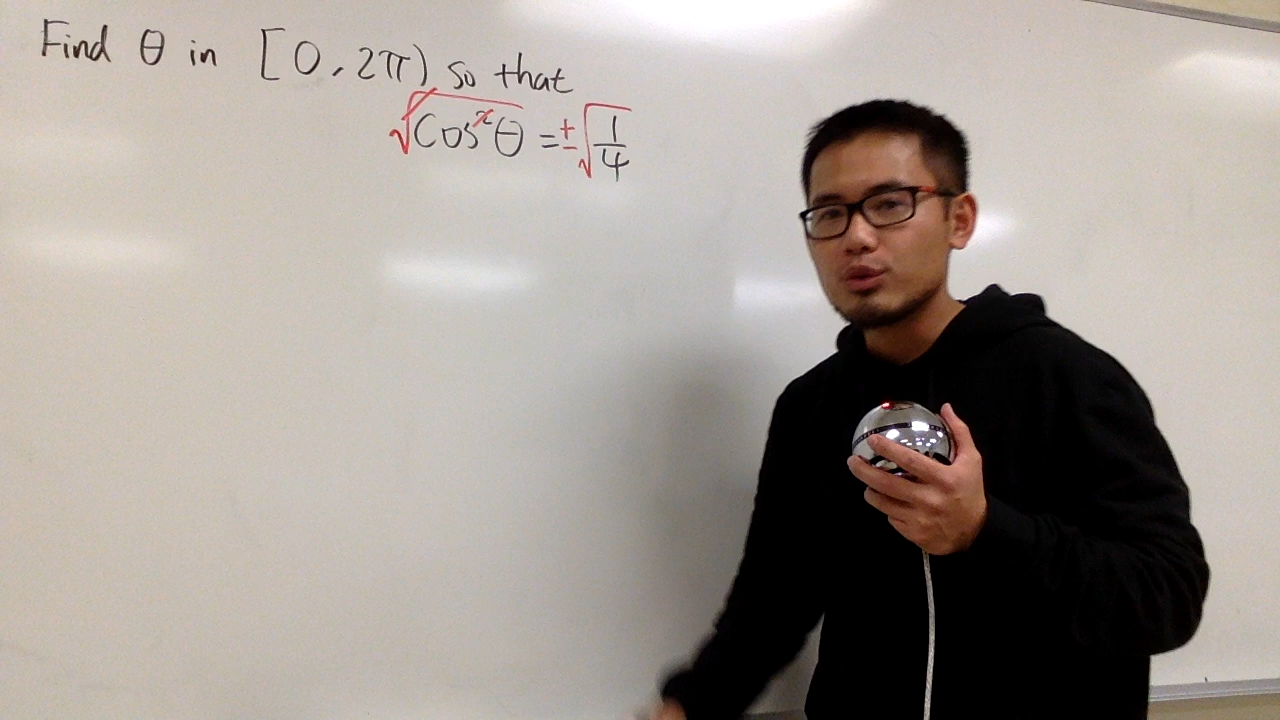 Find θ in [0, 2π) so that
√cos²θ = ±√1/4